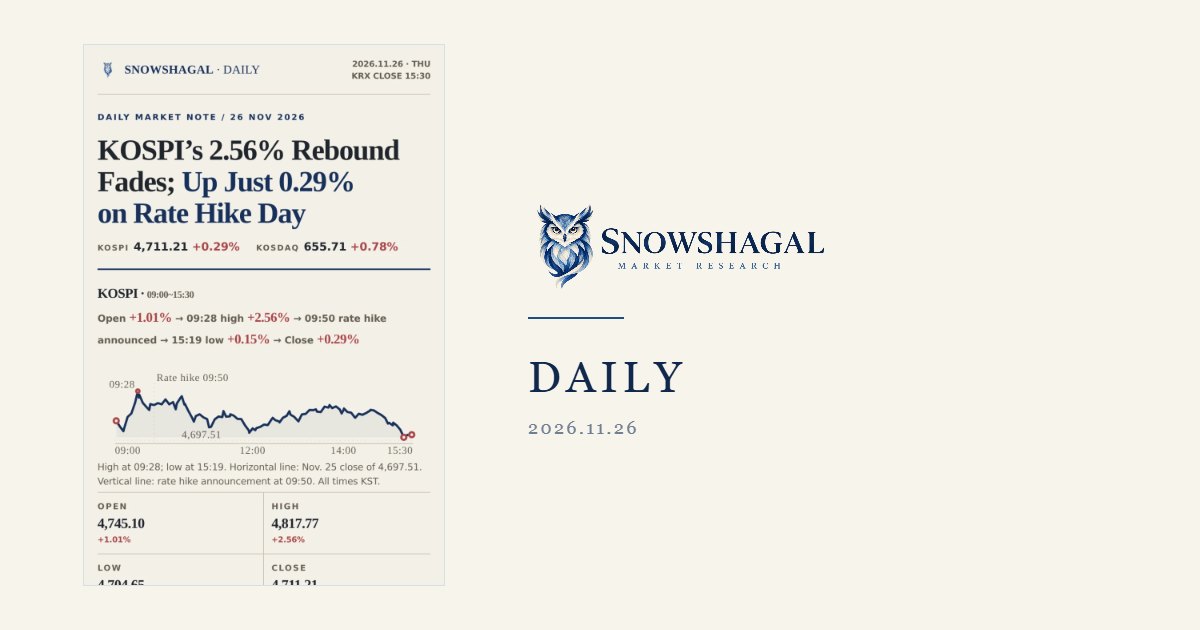 SNOWSHAGAL · DAILY
2026.11.26 · THU
KRX CLOSE 15:30
DAILY MARKET NOTE / 26 NOV 2026
KOSPI’s 2.56% Rebound
Fades; Up Just 0.29%
on Rate Hike Day
KOSPI 4,711.21 +0.29% KOSDAQ 655.71 +0.78%
KOSPI · 09:00~15:30
Open +1.01% → 09:28 high +2.56% → 09:50 rate hike
announced → 15:19 low +0.15% → Close +0.29%
09:28 Rate hike 09:50
4,697.51
09:00 12:00 14:00 15:30
High at 09:28; low at 15:19. Horizontal line: Nov. 25 close of 4,697.51.
Vertical line: rate hike announcement at 09:50. All times KST.
OPEN HIGH
4,745.10 4,817.77
+1.01% +2.56%
LOW CLOSE
4,704.65 4,711.21
SNOWSHAGAL
MARKET RESEARCH
DAILY
2026.11.26